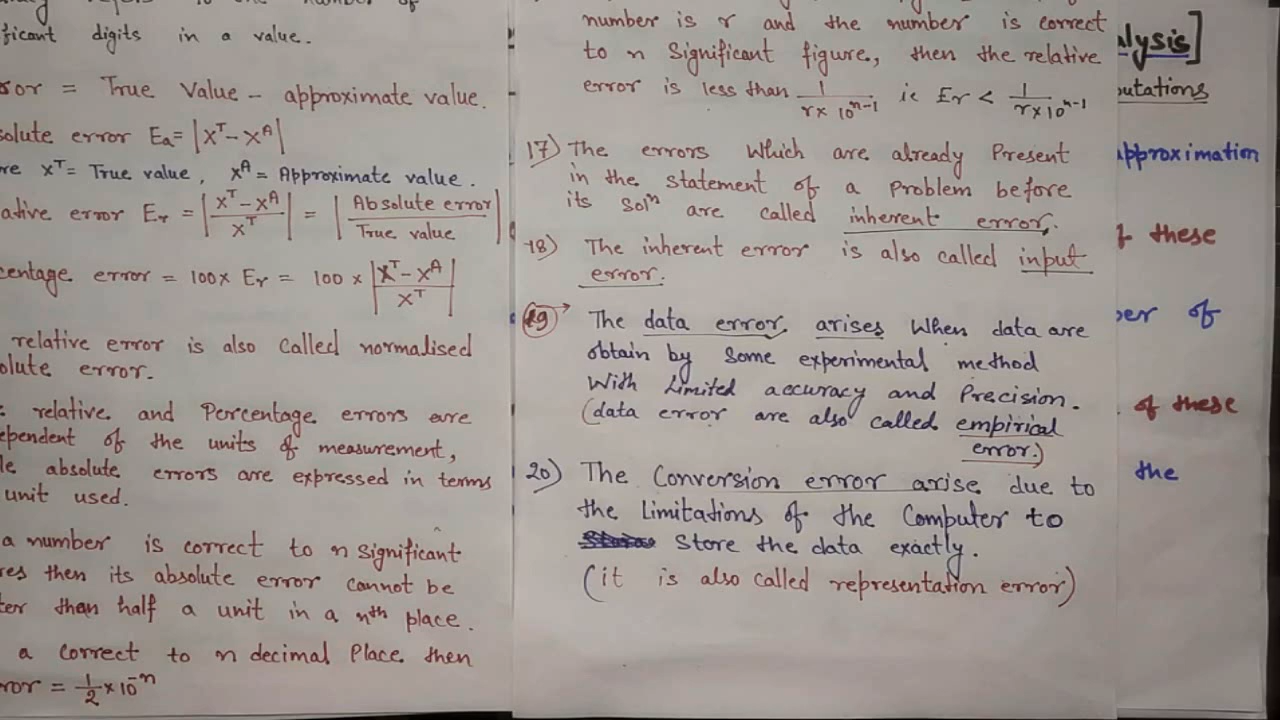 ficant digits in a value.
ror = True Value - approximate value.
solute error Ea = |X^T - X^A|
re X^T = True value, X^A = Approximate value.
ative error Er = |(X^T - X^A)/X^T| = |Absolute error/True value|
centage error = 100 x Er = 100 x |(X^T - X^A)/X^T|
relative error is also called normalised
olute error.
relative and Percentage errors are
ependent of the units of measurement,
le absolute errors are expressed in terms
unit used.
a number is correct to n significant
res then its absolute error cannot be
ter than half a unit in a nth place.
a correct to n decimal Place then
ror = 1/2 x 10^-n
number is r and the number is correct
to n Significant figure, then the relative
error is less than 1/(r x 10^n-1) ie Er < 1/(r x 10^n-1)
17) The errors Which are already Present
in the statement of a Problem before
its Sol^n are called inherent error.
18) The inherent error is also called input
error.
19 → The data error, arises When data are
obtain by Some experimental method
With Limited accuracy and Precision.
(data error are also called empirical
error.)
20) The Conversion error arise due to
the Limitations of the Computer to
Store the data exactly.
(it is also called representation error)
lysis]
putations
approximation
f these
ber of
of these
the